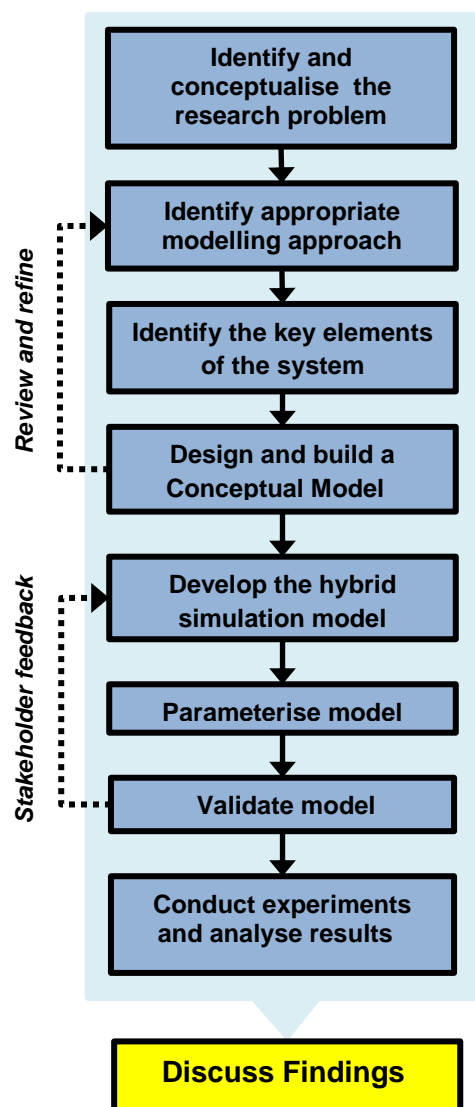 Identify and
conceptualise the
research problem
Identify appropriate
modelling approach
Identify the key elements
of the system
Design and build a
Conceptual Model
Develop the hybrid
simulation model
Parameterise model
Validate model
Conduct experiments
and analyse results
Discuss Findings
Review and refine
Stakeholder feedback